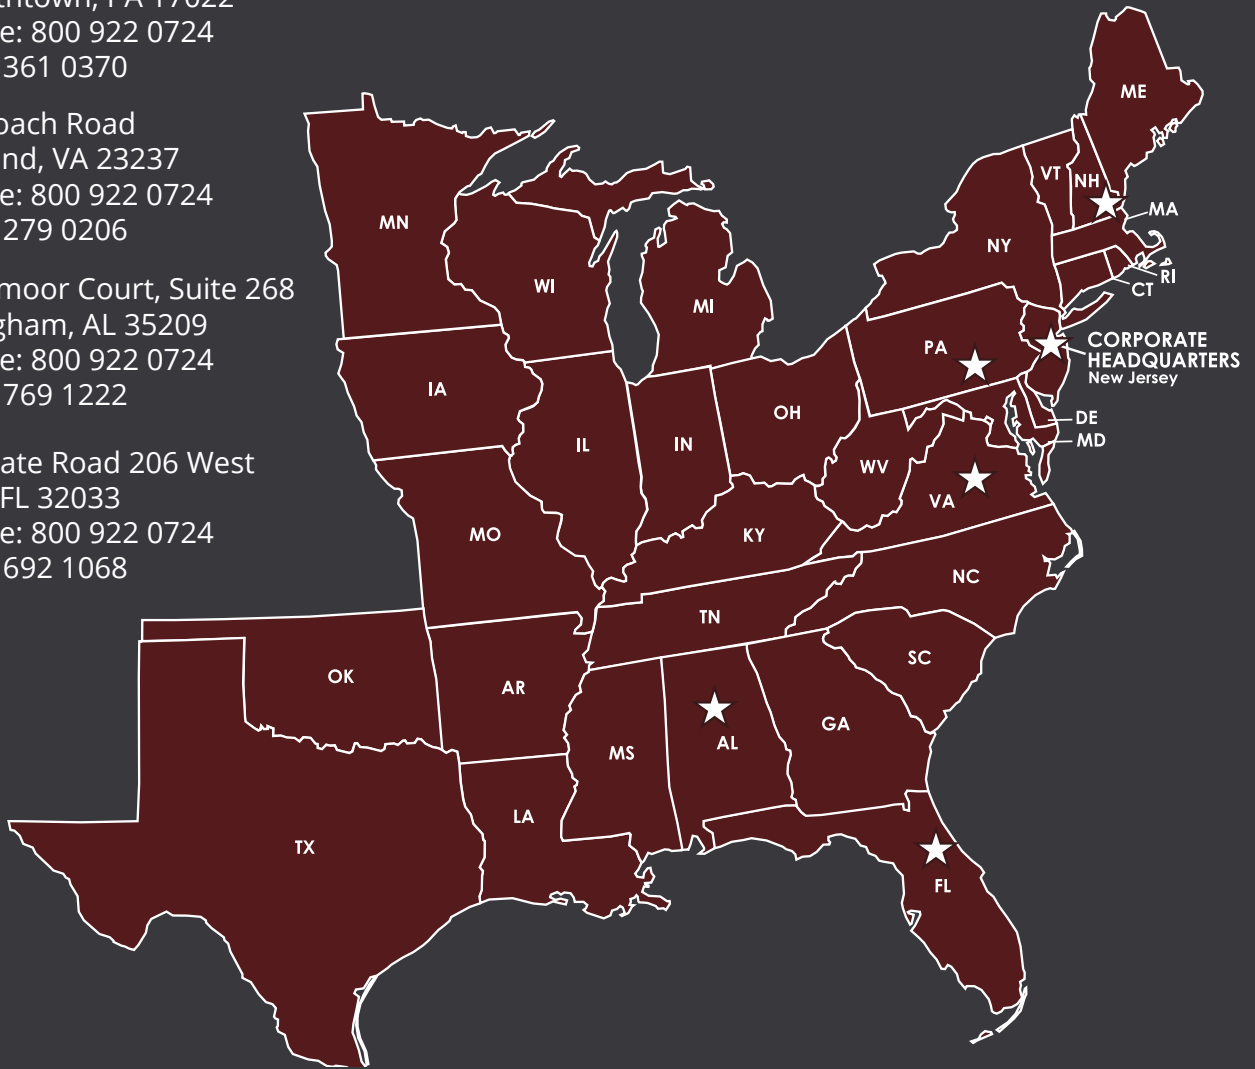 thtown, PA 17022
e: 800 922 0724
361 0370
oach Road
nd, VA 23237
e: 800 922 0724
279 0206
moor Court, Suite 268
gham, AL 35209
e: 800 922 0724
769 1222
ate Road 206 West
FL 32033
e: 800 922 0724
692 1068
ME
VT
NH
MA
MN
NY
WI
RI
CT
MI
PA
CORPORATE
HEADQUARTERS
New Jersey
IA
OH
DE
IL
IN
MD
WV
VA
MO
KY
NC
TN
SC
OK
AR
GA
AL
MS
LA
TX
FL